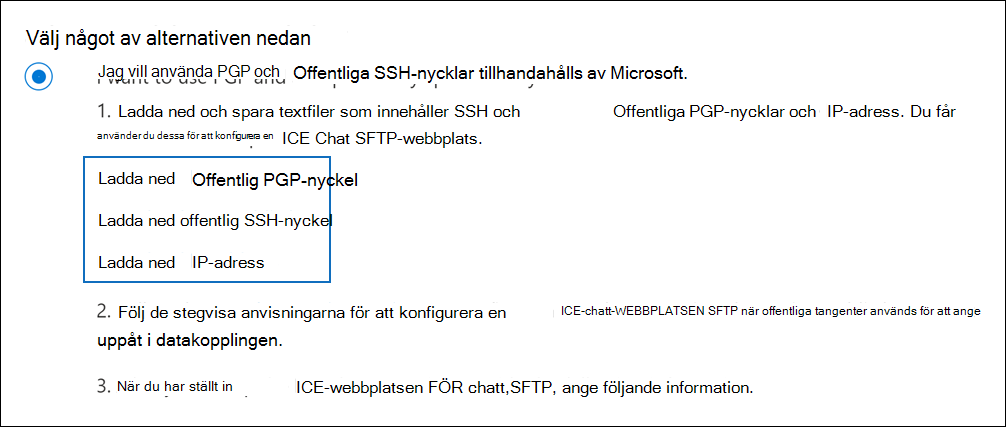 Välj något av alternativen nedan
Jag vill använda PGP och Offentliga SSH-nycklar tillhandahålls av Microsoft.
1. Ladda ned och spara textfiler som innehåller SSH och Offentliga PGP-nycklar och IP-adress. Du får
använder du dessa för att konfigurera en ICE Chat SFTP-webbplats.
Ladda ned Offentlig PGP-nyckel
Ladda ned offentlig SSH-nyckel
Ladda ned IP-adress
2. Följ de stegvisa anvisningarna för att konfigurera en ICE-chatt-WEBBPLATSEN SFTP när offentliga tangenter används för att ange
uppåt i datakopplingen.
3. När du har ställt in ICE-webbplatsen FÖR chatt,SFTP, ange följande information.